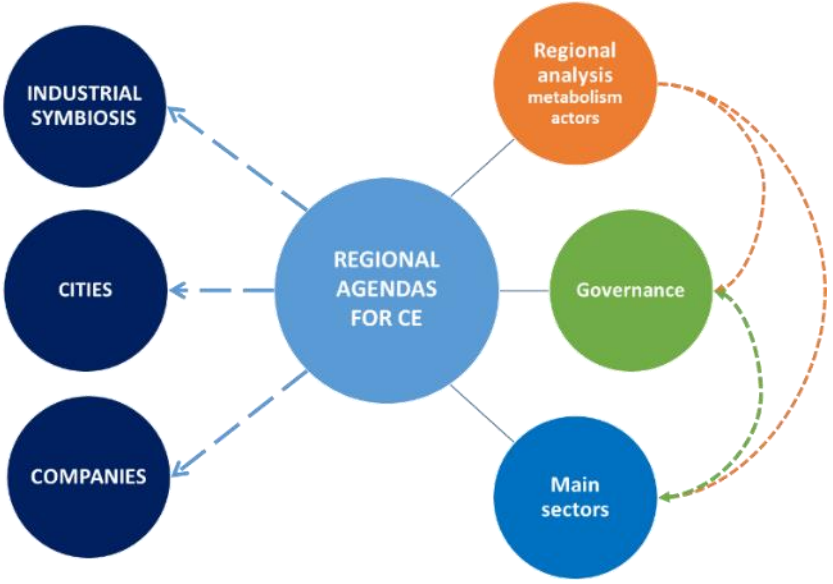 INDUSTRIAL
SYMBIOSIS
CITIES
COMPANIES
REGIONAL
AGENDAS
FOR CE
Regional
analysis
metabolism
actors
Governance
Main
sectors